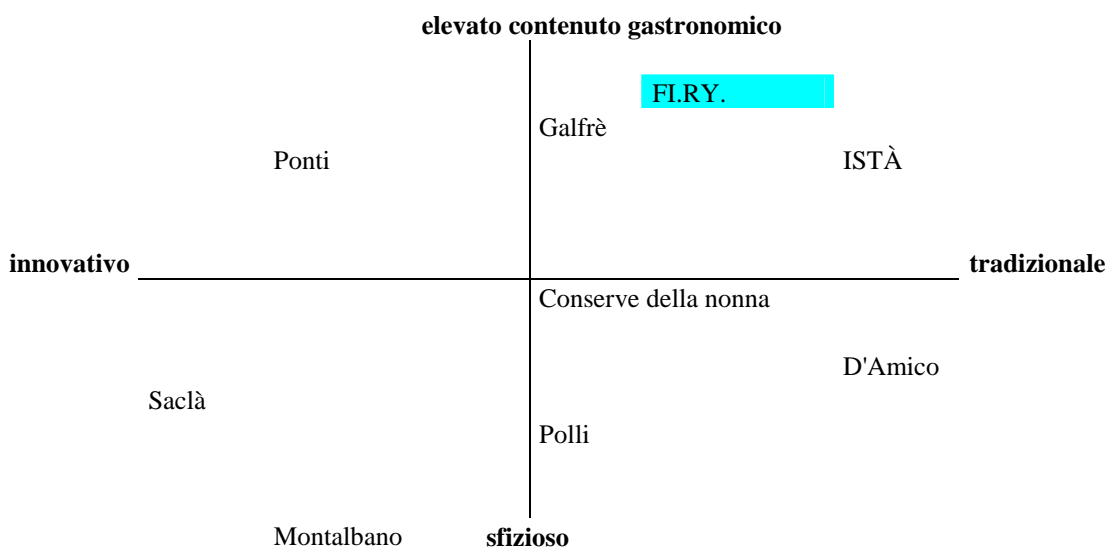 elevato contenuto gastronomico
FI.RY.
Galfrè
Ponti ISTÀ
innovativo tradizionale
Conserve della nonna
D'Amico
Saclà
Polli
Montalbano sfizioso